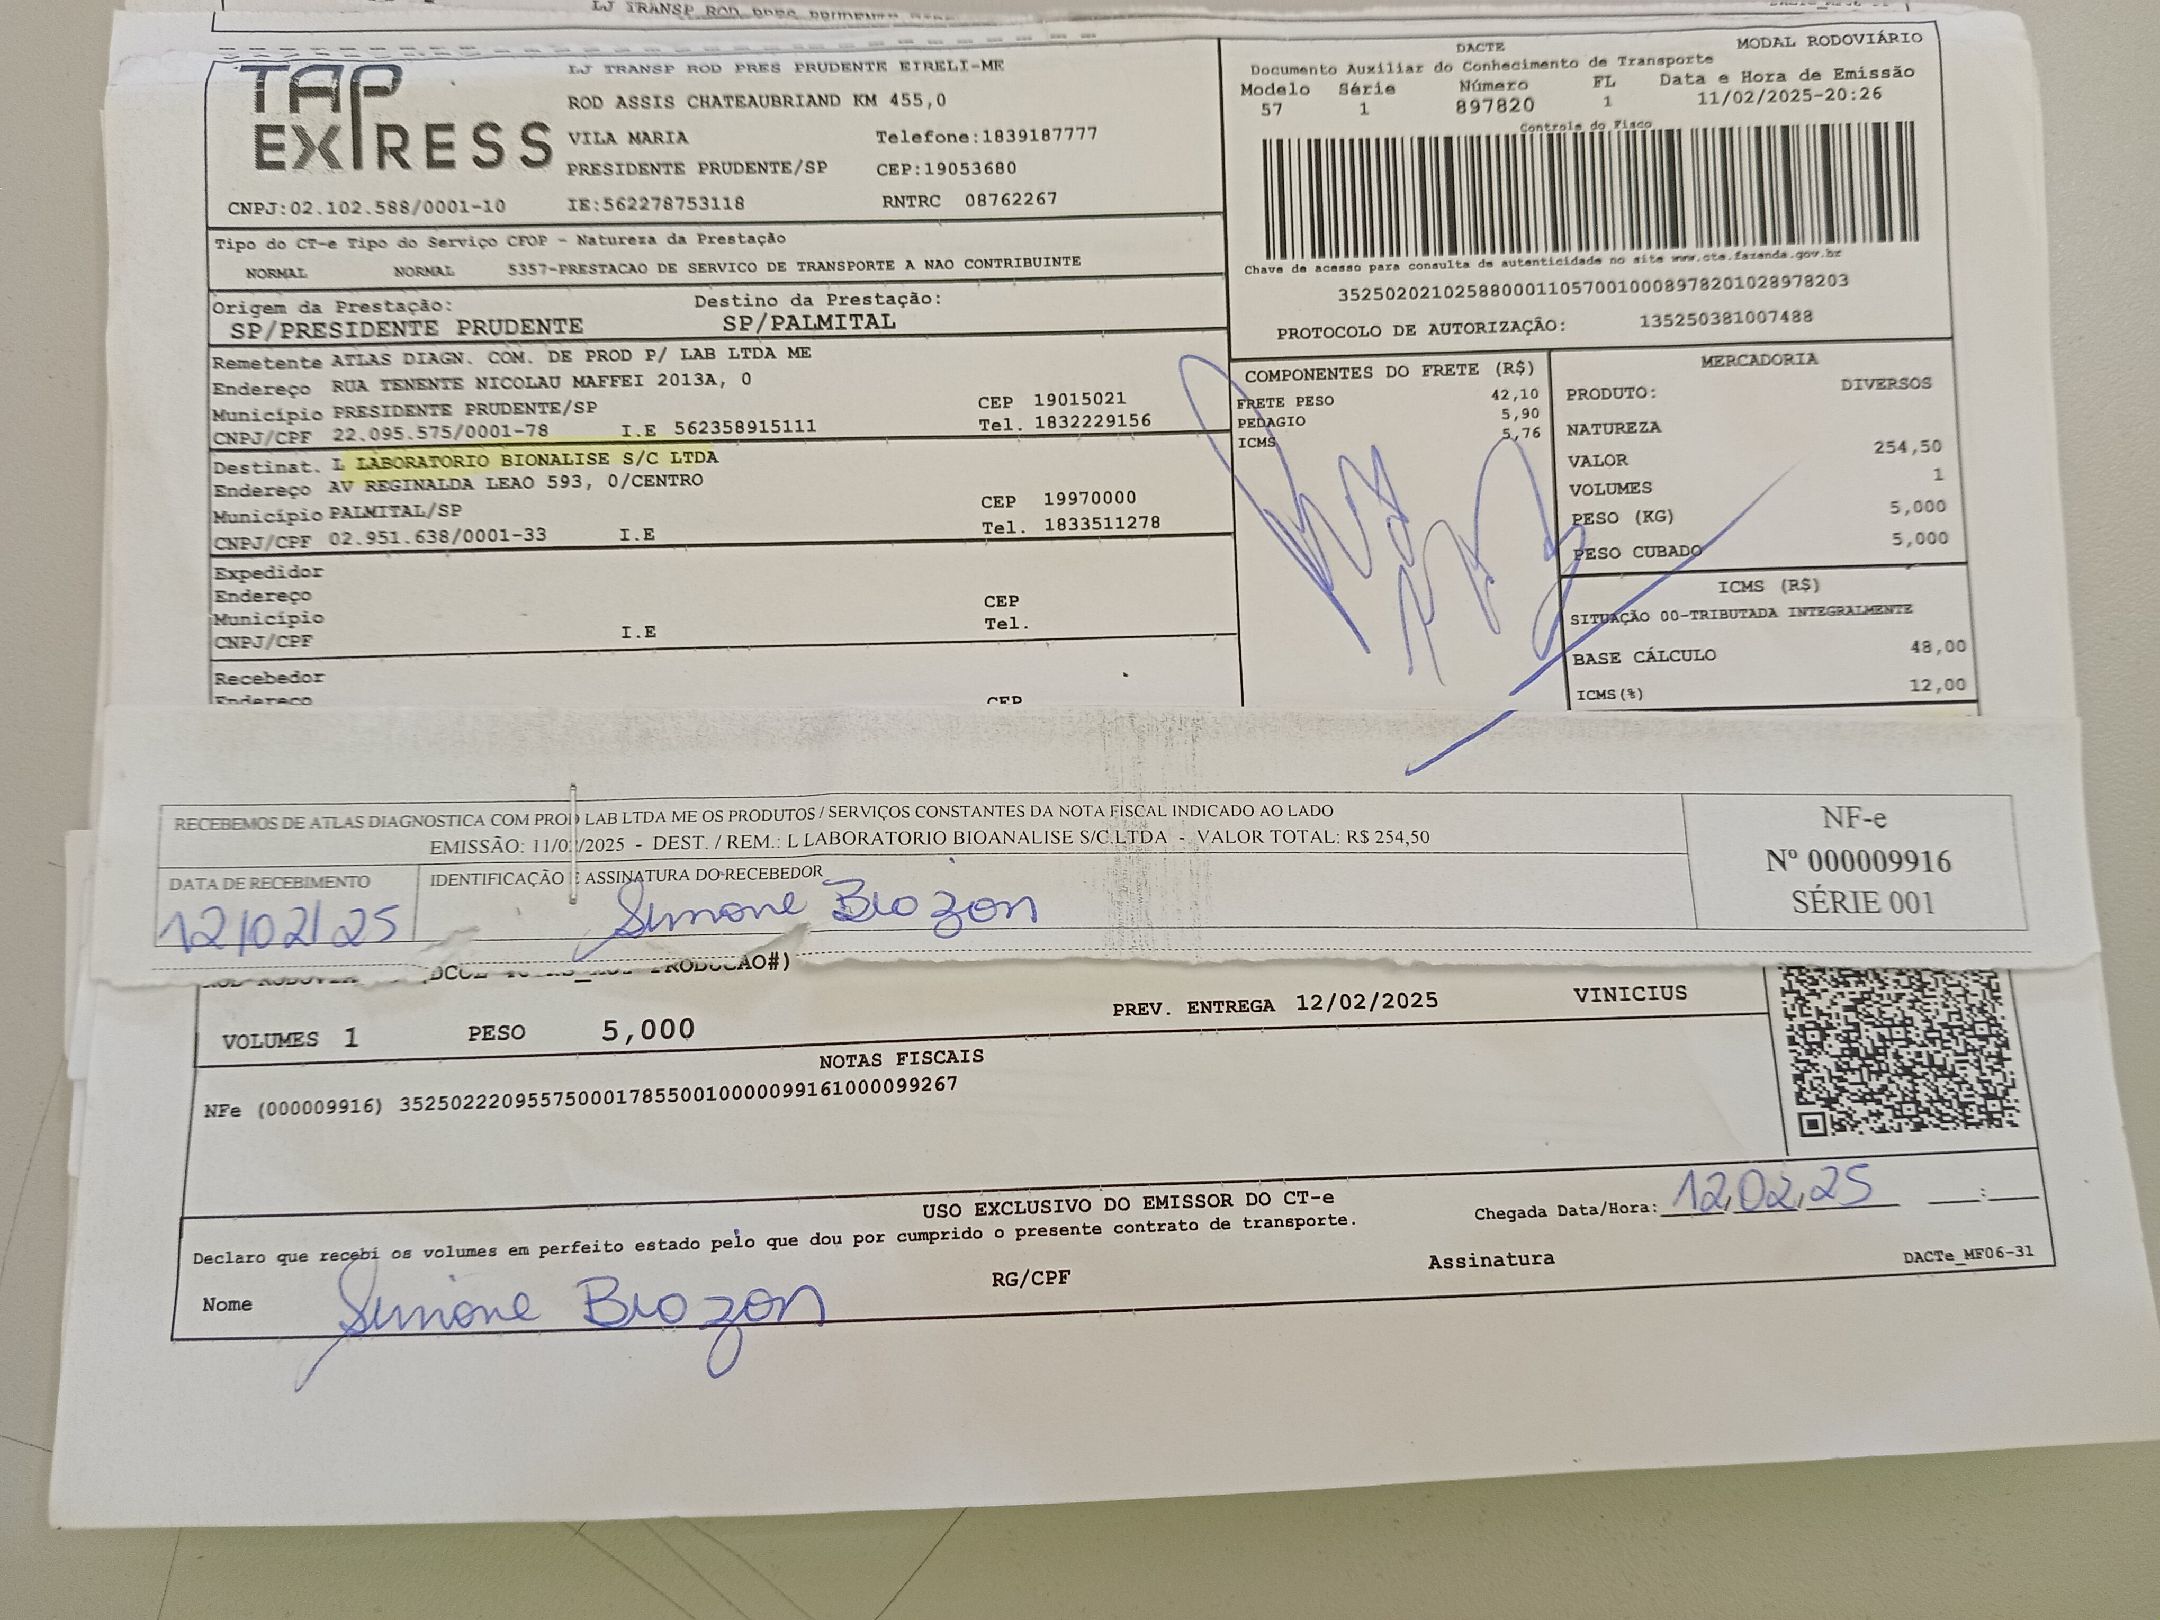 LJ TRANSP ROD PRES PRUDENTE
TAP EXPRESS
LJ TRANSP ROD PRES PRUDENTE EIRELI-ME
ROD ASSIS CHATEAUBRIAND KM 455,0
VILA MARIA Telefone:1839187777
PRESIDENTE PRUDENTE/SP CEP:19053680
CNPJ:02.102.588/0001-10 IE:562278753118 RNTRC 08762267
DACTE MODAL RODOVIÁRIO
Documento Auxiliar do Conhecimento de Transporte
Modelo Série Número FL Data e Hora de Emissão
57 1 897820 1 11/02/2025-20:26
Controle do Fisco
Chave de acesso para consulta de autenticidade no site www.cte.fazenda.gov.br
35250202102588000110570010008978201028978203
PROTOCOLO DE AUTORIZAÇÃO: 135250381007488
Tipo do CT-e Tipo do Serviço CFOP - Natureza da Prestação
NORMAL NORMAL 5357-PRESTACAO DE SERVICO DE TRANSPORTE A NAO CONTRIBUINTE
Origem da Prestação: Destino da Prestação:
SP/PRESIDENTE PRUDENTE SP/PALMITAL
Remetente ATLAS DIAGN. COM. DE PROD P/ LAB LTDA ME
Endereço RUA TENENTE NICOLAU MAFFEI 2013A, 0
Município PRESIDENTE PRUDENTE/SP CEP 19015021
CNPJ/CPF 22.095.575/0001-78 I.E 562358915111 Tel. 1832229156
Destinat. L LABORATORIO BIONALISE S/C LTDA
Endereço AV REGINALDA LEAO 593, 0/CENTRO
Município PALMITAL/SP CEP 19970000
CNPJ/CPF 02.951.638/0001-33 I.E Tel. 1833511278
Expedidor
Endereço
Município CEP
CNPJ/CPF I.E Tel.
Recebedor
Endereço CEP
COMPONENTES DO FRETE (R$)
FRETE PESO 42,10
PEDAGIO 5,90
ICMS 5,76
MERCADORIA
PRODUTO: DIVERSOS
NATUREZA
VALOR 254,50
VOLUMES 1
PESO (KG) 5,000
PESO CUBADO 5,000
ICMS (R$)
SITUAÇÃO 00-TRIBUTADA INTEGRALMENTE
BASE CÁLCULO 48,00
ICMS(%) 12,00
RECEBEMOS DE ATLAS DIAGNOSTICA COM PROD LAB LTDA ME OS PRODUTOS / SERVIÇOS CONSTANTES DA NOTA FISCAL INDICADO AO LADO
EMISSÃO: 11/02/2025 - DEST. / REM.: L LABORATORIO BIOANALISE S/C LTDA - VALOR TOTAL: R$ 254,50
DATA DE RECEBIMENTO IDENTIFICAÇÃO E ASSINATURA DO RECEBEDOR
12/02/25 Simone Biozon
NF-e
Nº 000009916
SÉRIE 001
PRODUCAO#)
VOLUMES 1 PESO 5,000 PREV. ENTREGA 12/02/2025 VINICIUS
NOTAS FISCAIS
NFe (000009916) 35250222095575000178550010000099161000099267
USO EXCLUSIVO DO EMISSOR DO CT-e
Declaro que recebi os volumes em perfeito estado pelo que dou por cumprido o presente contrato de transporte.
Chegada Data/Hora: 12,02,25 __:__
Nome Simone Biozon RG/CPF Assinatura DACTe_MF06-31